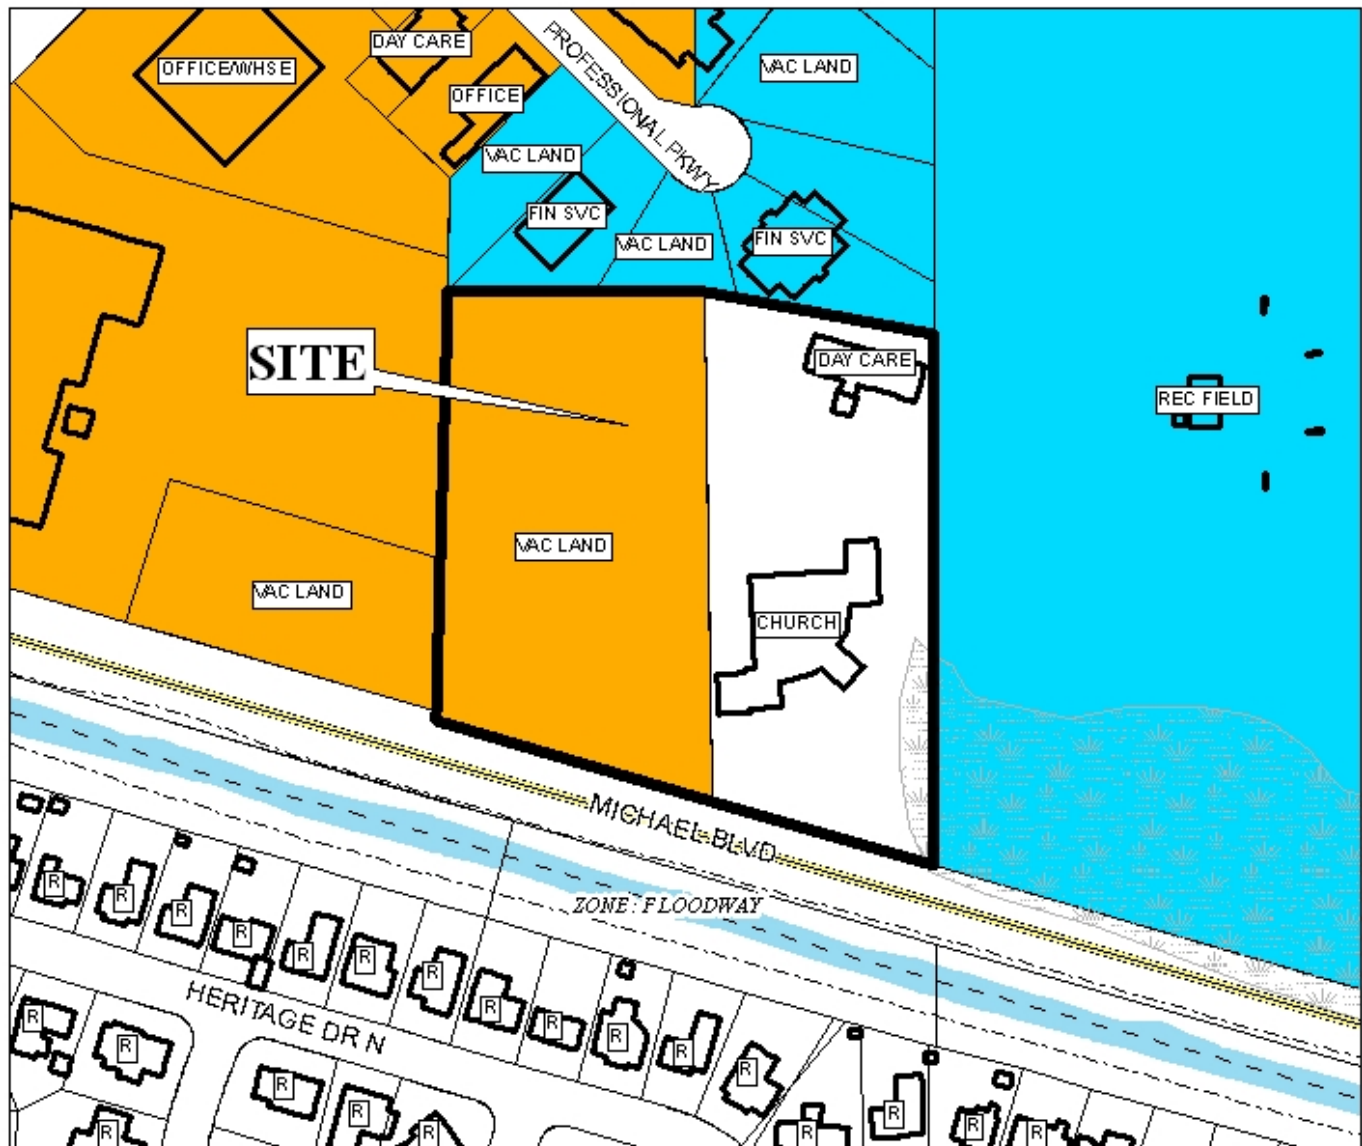 DAY CARE
OFFICE/WHSE
OFFICE
PROFESSIONAL PKWY
VAC LAND
VAC LAND
FIN SVC
VAC LAND
FIN SVC
SITE
DAY CARE
REC FIELD
VAC LAND
VAC LAND
CHURCH
MICHAEL BLVD
ZONE: FLOODWAY
R
R
R
R
R
R
R
R
R
R
R
R
HERITAGE DR N
R
R
R
R
R
R
R
R
R
R